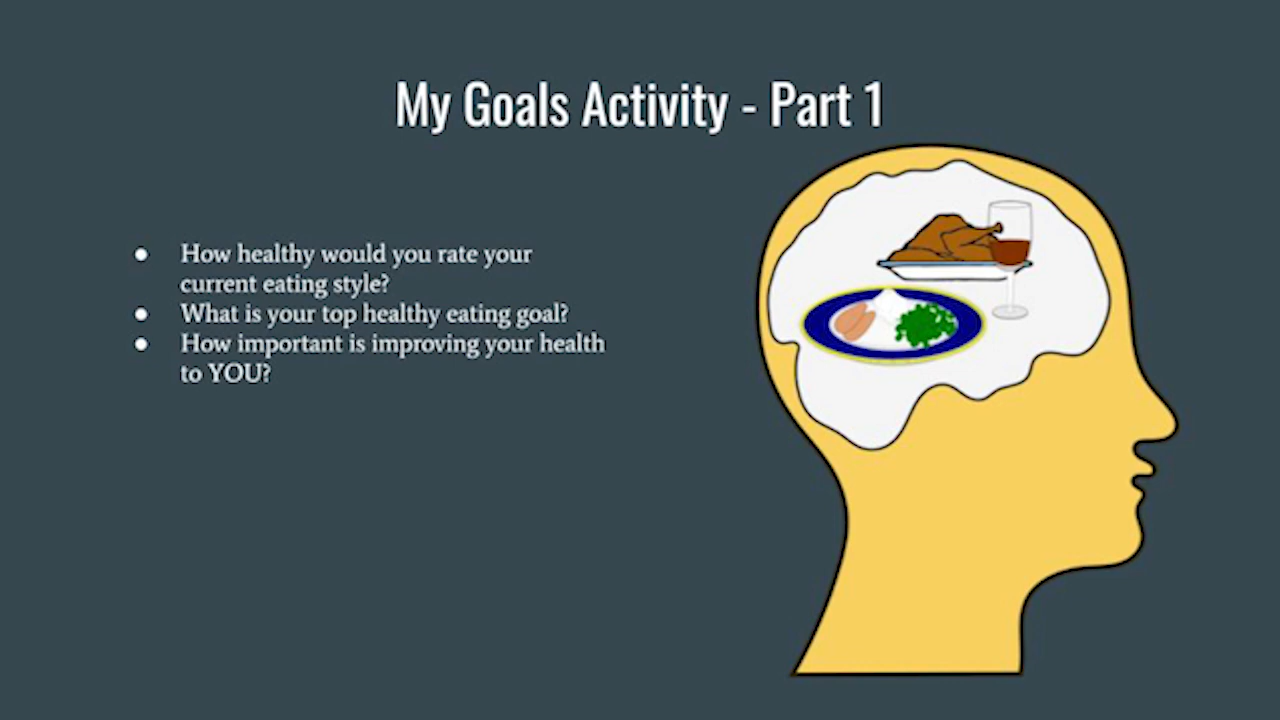 My Goals Activity - Part 1
● How healthy would you rate your
current eating style?
● What is your top healthy eating goal?
● How important is improving your health
to YOU?